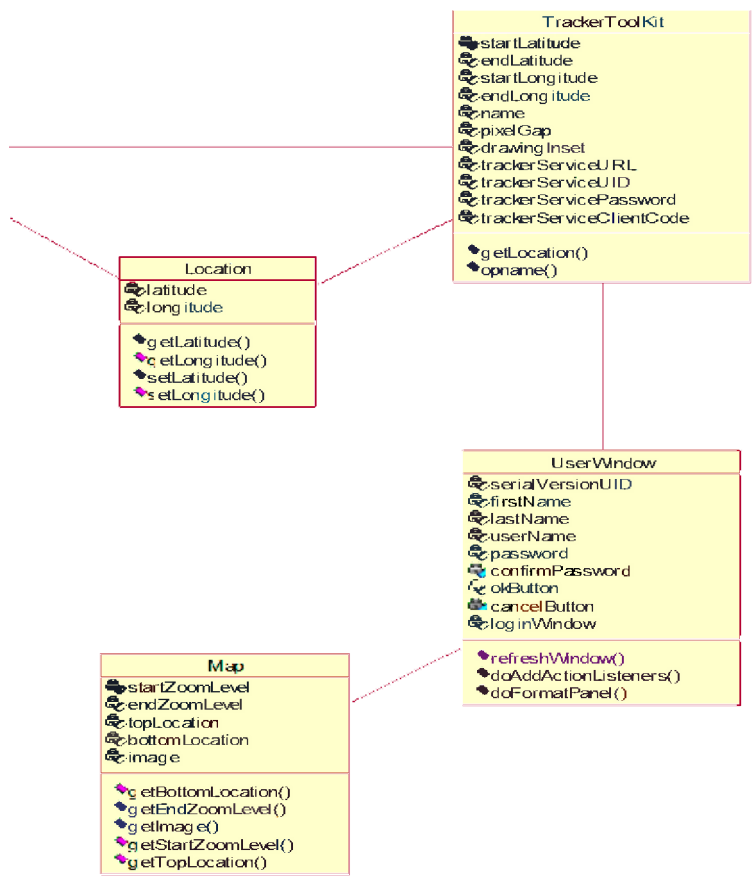 TrackerToolKit
startLatitude
endLatitude
startLongitude
endLongitude
name
pixelGap
drawingInset
trackerServiceURL
trackerServiceUID
trackerServicePassword
trackerServiceClientCode
getLocation()
opname()
Location
latitude
longitude
getLatitude()
getLongitude()
setLatitude()
setLongitude()
UserWindow
serialVersionUID
firstName
lastName
userName
password
confirmPassword
okButton
cancelButton
loginWindow
refreshWindow()
doAddActionListeners()
doFormatPanel()
Map
startZoomLevel
endZoomLevel
topLocation
bottomLocation
image
getBottomLocation()
getEndZoomLevel()
getImage()
getStartZoomLevel()
getTopLocation()